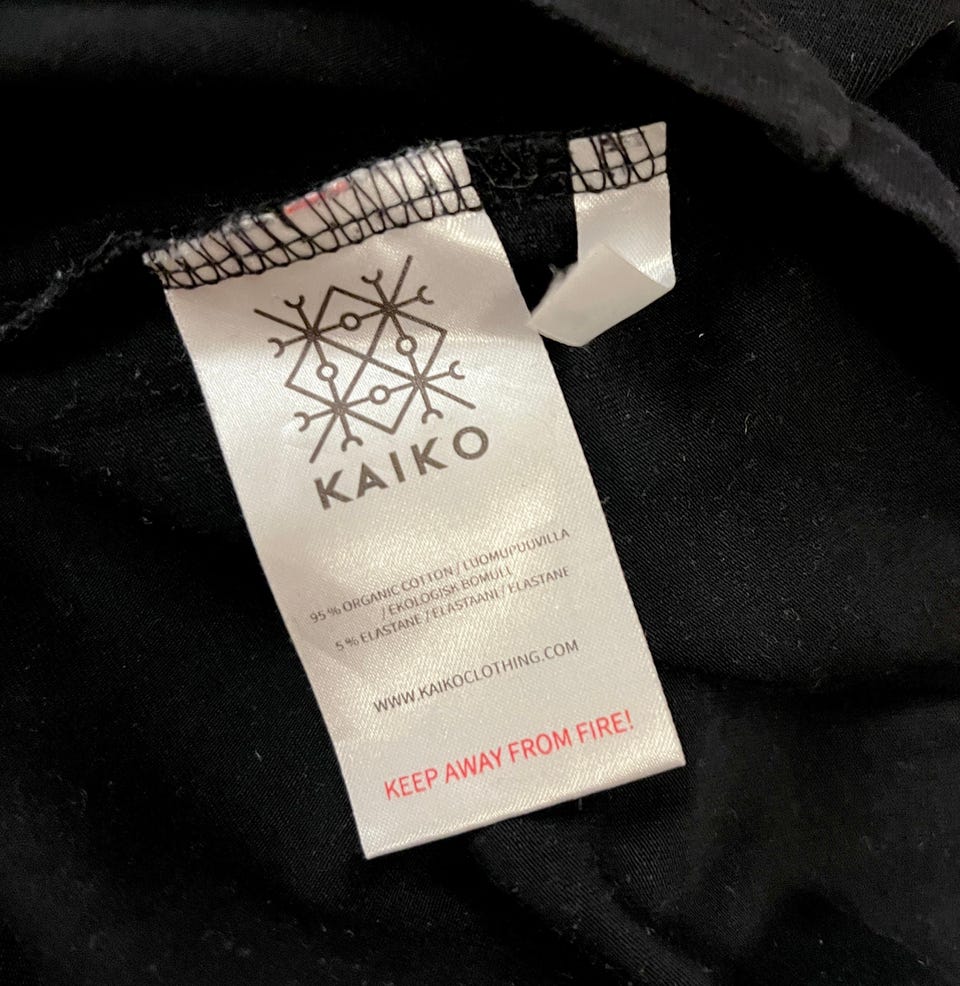 KAIKO
95 % ORGANIC COTTON / LUOMUPUUVILLA
/ EKOLOGISK BOMULL
5 % ELASTANE / ELASTAANI / ELASTANE
WWW.KAIKOCLOTHING.COM
KEEP AWAY FROM FIRE!